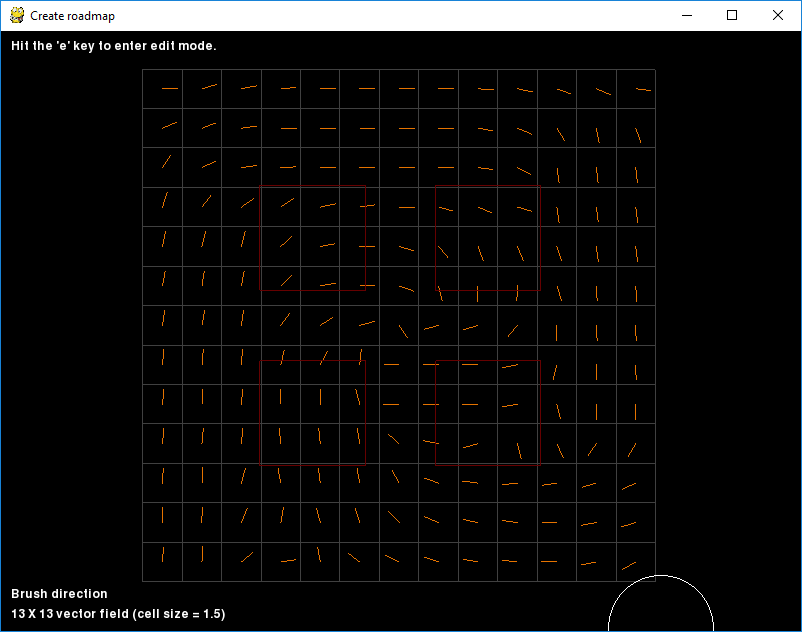 Create roadmap
Hit the 'e' key to enter edit mode.
Brush direction
13 X 13 vector field (cell size = 1.5)